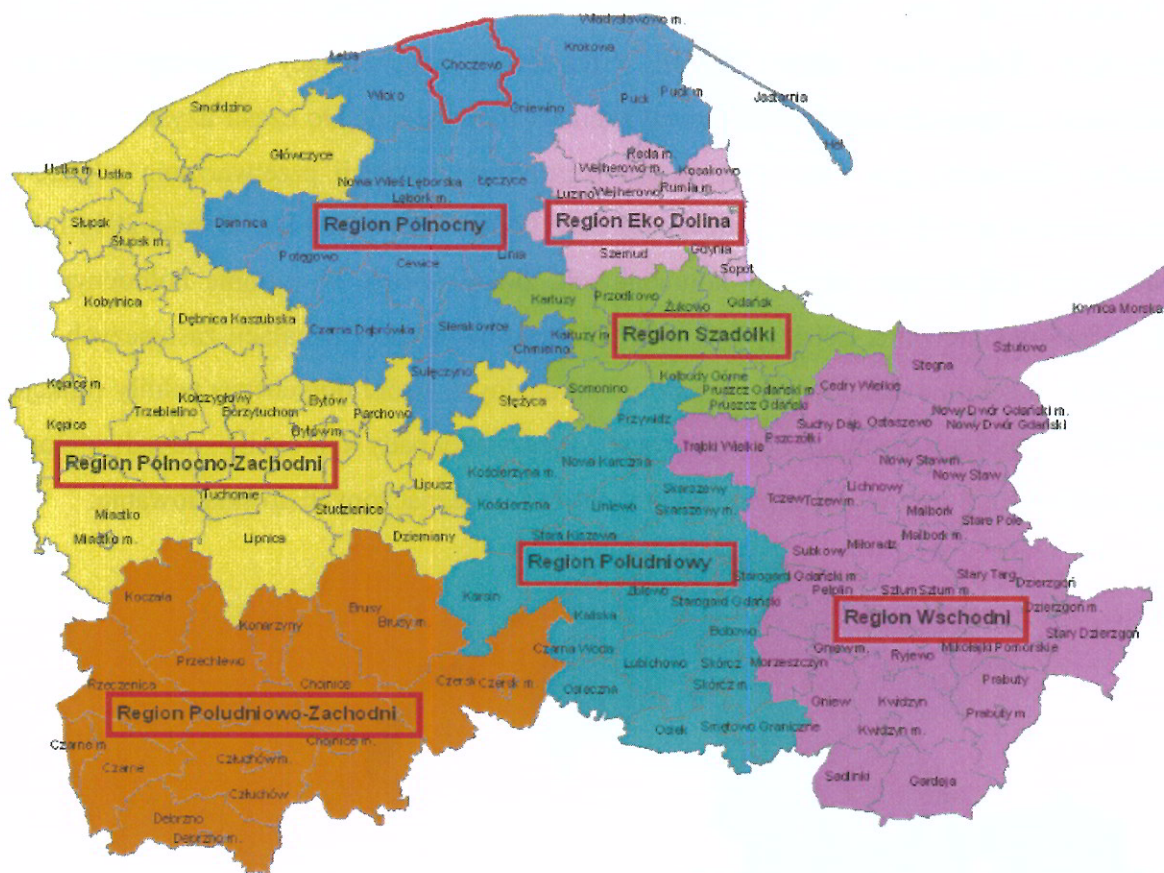 Władysławowo m.
Krokowa
Łeba
Choczewo
Wicko
Gniewino
Puck
Puck m.
Jastarnia
Hel
Smołdzino
Główczyce
Ustka m.
Ustka
Reda m.
Wejherowo m.
Kosakowo
Nowa Wieś Lęborska
Łęczyce
Luzino
Wejherowo
Rumia m.
Lębork m.
Słupsk
Damnica
Region Północny
Region Eko Dolina
Słupsk m.
Potęgowo
Cewice
Linia
Szemud
Gdynia
Sopot
Kobylnica
Dębnica Kaszubska
Kartuzy
Przodkowo
Żukowo
Gdańsk
Krynica Morska
Czarna Dąbrówka
Sierakowice
Kartuzy m.
Region Szadółki
Chmielno
Sztutowo
Stegna
Kępice m.
Sulęczyno
Somonino
Kolbudy Górne
Pruszcz Gdański m.
Cedry Wielkie
Kołczygłowy
Bytów
Trzebielino
Borzytuchom
Parchowo
Stężyca
Pruszcz Gdański
Kępice
Bytów m.
Przywidz
Suchy Dąb
Ostaszewo
Nowy Dwór Gdański m.
Nowy Dwór Gdański
Pszczółki
Trąbki Wielkie
Region Północno-Zachodni
Kościerzyna m.
Nowa Karczma
Nowy Staw m.
Nowy Staw
Lipusz
Tuchomie
Studzienice
Kościerzyna
Liniewo
Skarszewy
Skarszewy m.
Tczew
Tczew m.
Lichnowy
Malbork
Malbork m.
Stare Pole
Miastko
Miastko m.
Lipnica
Dziemiany
Stara Kiszewa
Region Południowy
Subkowy
Miłoradz
Stary Targ
Dzierzgoń
Koczała
Karsin
Zblewo
Starogard Gdański m.
Starogard Gdański
Pelplin
Sztum
Sztum m.
Dzierzgoń m.
Brusy
Brusy m.
Konarzyny
Kaliska
Bobowo
Region Wschodni
Stary Dzierzgoń
Przechlewo
Czarna Woda
Lubichowo
Skórcz
Skórcz m.
Morzeszczyn
Gniew m.
Ryjewo
Mikołajki Pomorskie
Rzeczenica
Chojnice
Czersk
Czersk m.
Osieczna
Gniew
Kwidzyn
Prabuty
Region Południowo-Zachodni
Chojnice m.
Osiek
Smętowo Graniczne
Kwidzyn m.
Prabuty m.
Czarne m.
Czarne
Człuchów m.
Człuchów
Sadlinki
Gardeja
Debrzno
Debrzno m.